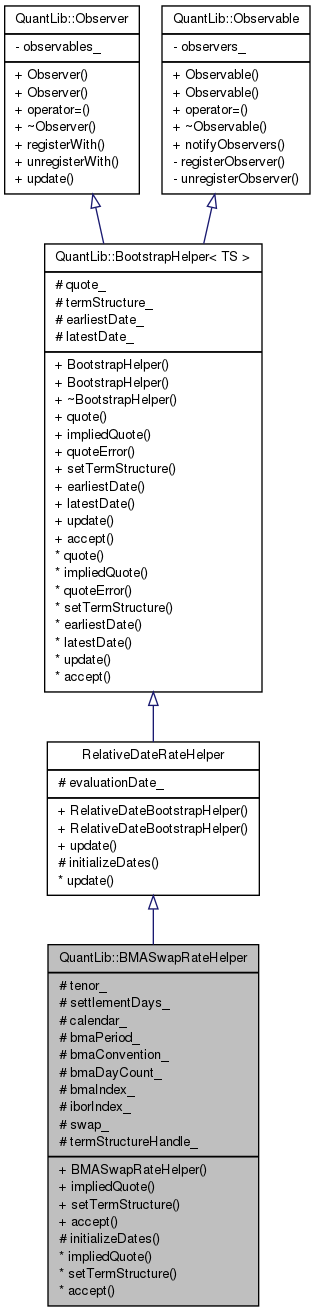 QuantLib::Observer
- observables_
+ Observer()
+ Observer()
+ operator=()
+ ~Observer()
+ registerWith()
+ unregisterWith()
+ update()
QuantLib::Observable
- observers_
+ Observable()
+ Observable()
+ operator=()
+ ~Observable()
+ notifyObservers()
- registerObserver()
- unregisterObserver()
QuantLib::BootstrapHelper< TS >
# quote_
# termStructure_
# earliestDate_
# latestDate_
+ BootstrapHelper()
+ BootstrapHelper()
+ ~BootstrapHelper()
+ quote()
+ impliedQuote()
+ quoteError()
+ setTermStructure()
+ earliestDate()
+ latestDate()
+ update()
+ accept()
* quote()
* impliedQuote()
* quoteError()
* setTermStructure()
* earliestDate()
* latestDate()
* update()
* accept()
RelativeDateRateHelper
# evaluationDate_
+ RelativeDateBootstrapHelper()
+ RelativeDateBootstrapHelper()
+ update()
# initializeDates()
* update()
QuantLib::BMASwapRateHelper
# tenor_
# settlementDays_
# calendar_
# bmaPeriod_
# bmaConvention_
# bmaDayCount_
# bmaIndex_
# iborIndex_
# swap_
# termStructureHandle_
+ BMASwapRateHelper()
+ impliedQuote()
+ setTermStructure()
+ accept()
# initializeDates()
* impliedQuote()
* setTermStructure()
* accept()